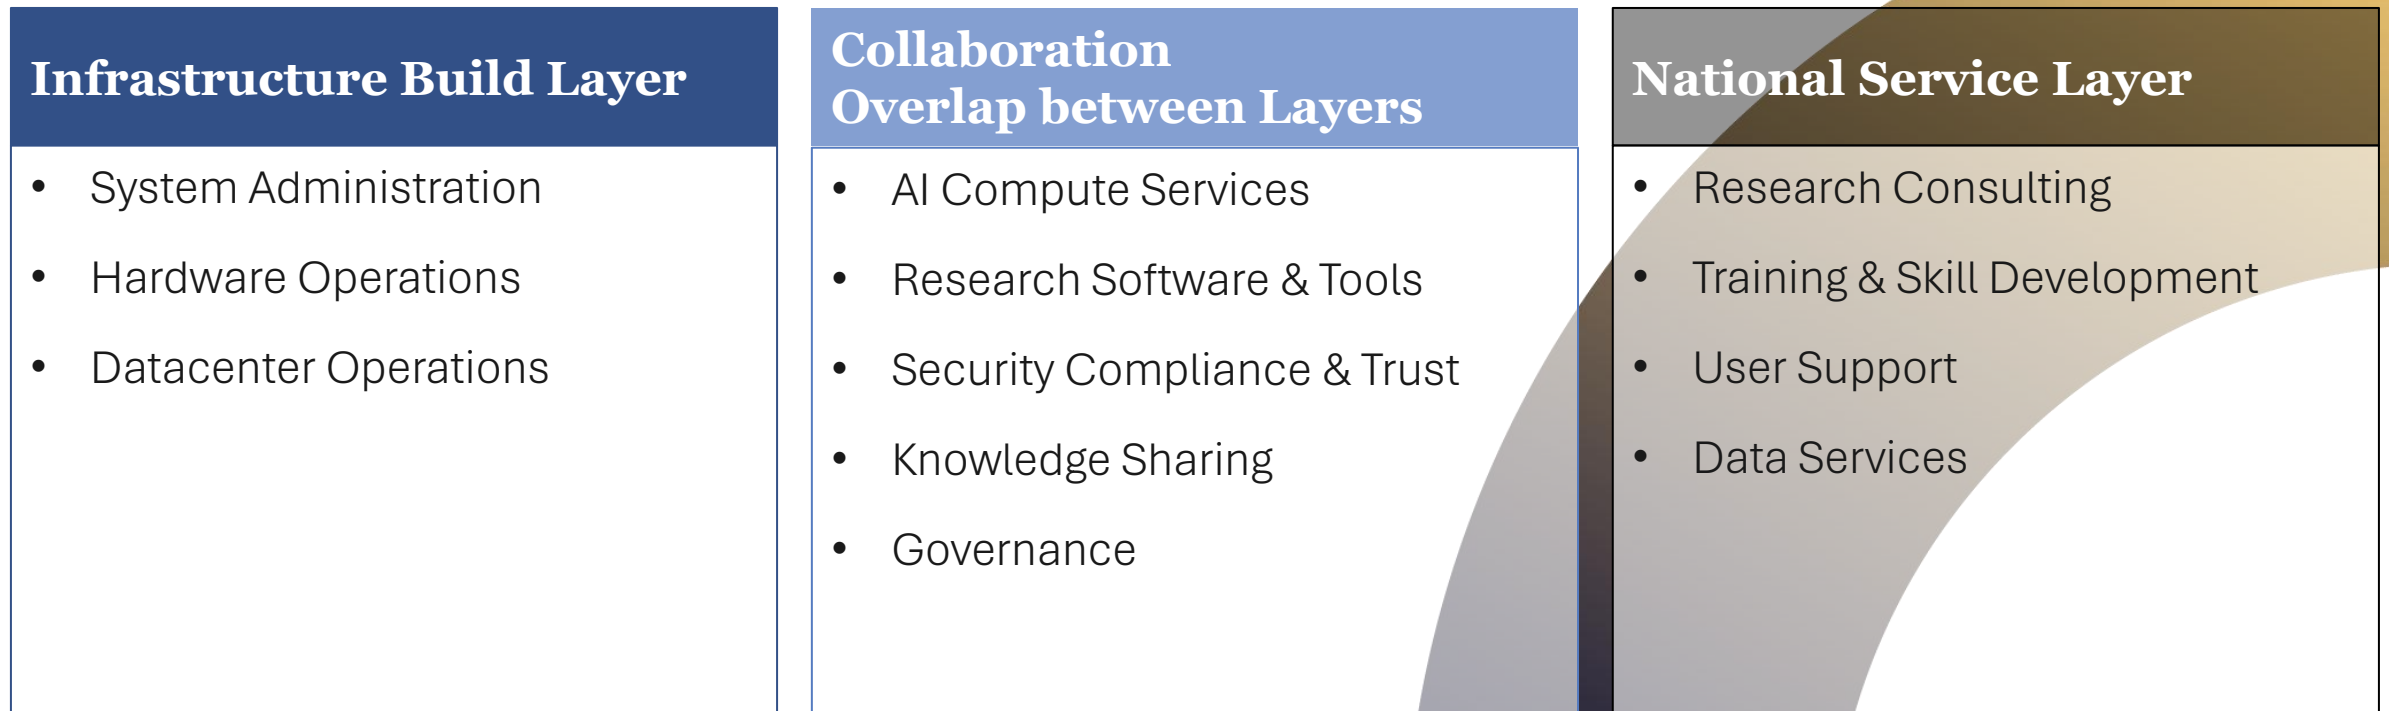 Infrastructure Build Layer
• System Administration
• Hardware Operations
• Datacenter Operations
Collaboration
Overlap between Layers
• AI Compute Services
• Research Software & Tools
• Security Compliance & Trust
• Knowledge Sharing
• Governance
National Service Layer
• Research Consulting
• Training & Skill Development
• User Support
• Data Services